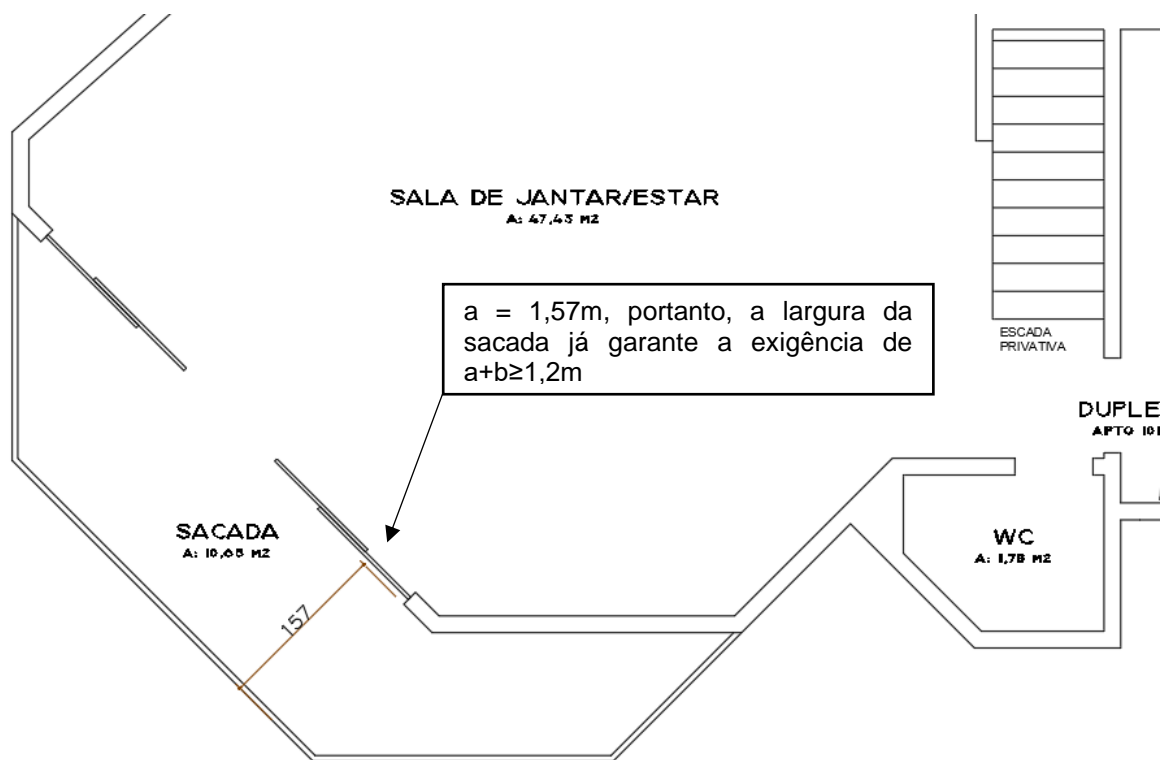 SALA DE JANTAR/ESTAR
A: 47,43 M2
a = 1,57m, portanto, a largura da
sacada já garante a exigência de
a+b≥1,2m
ESCADA
PRIVATIVA
DUPLE
APTO 101
SACADA
A: 10,65 M2
157
WC
A: 1,78 M2